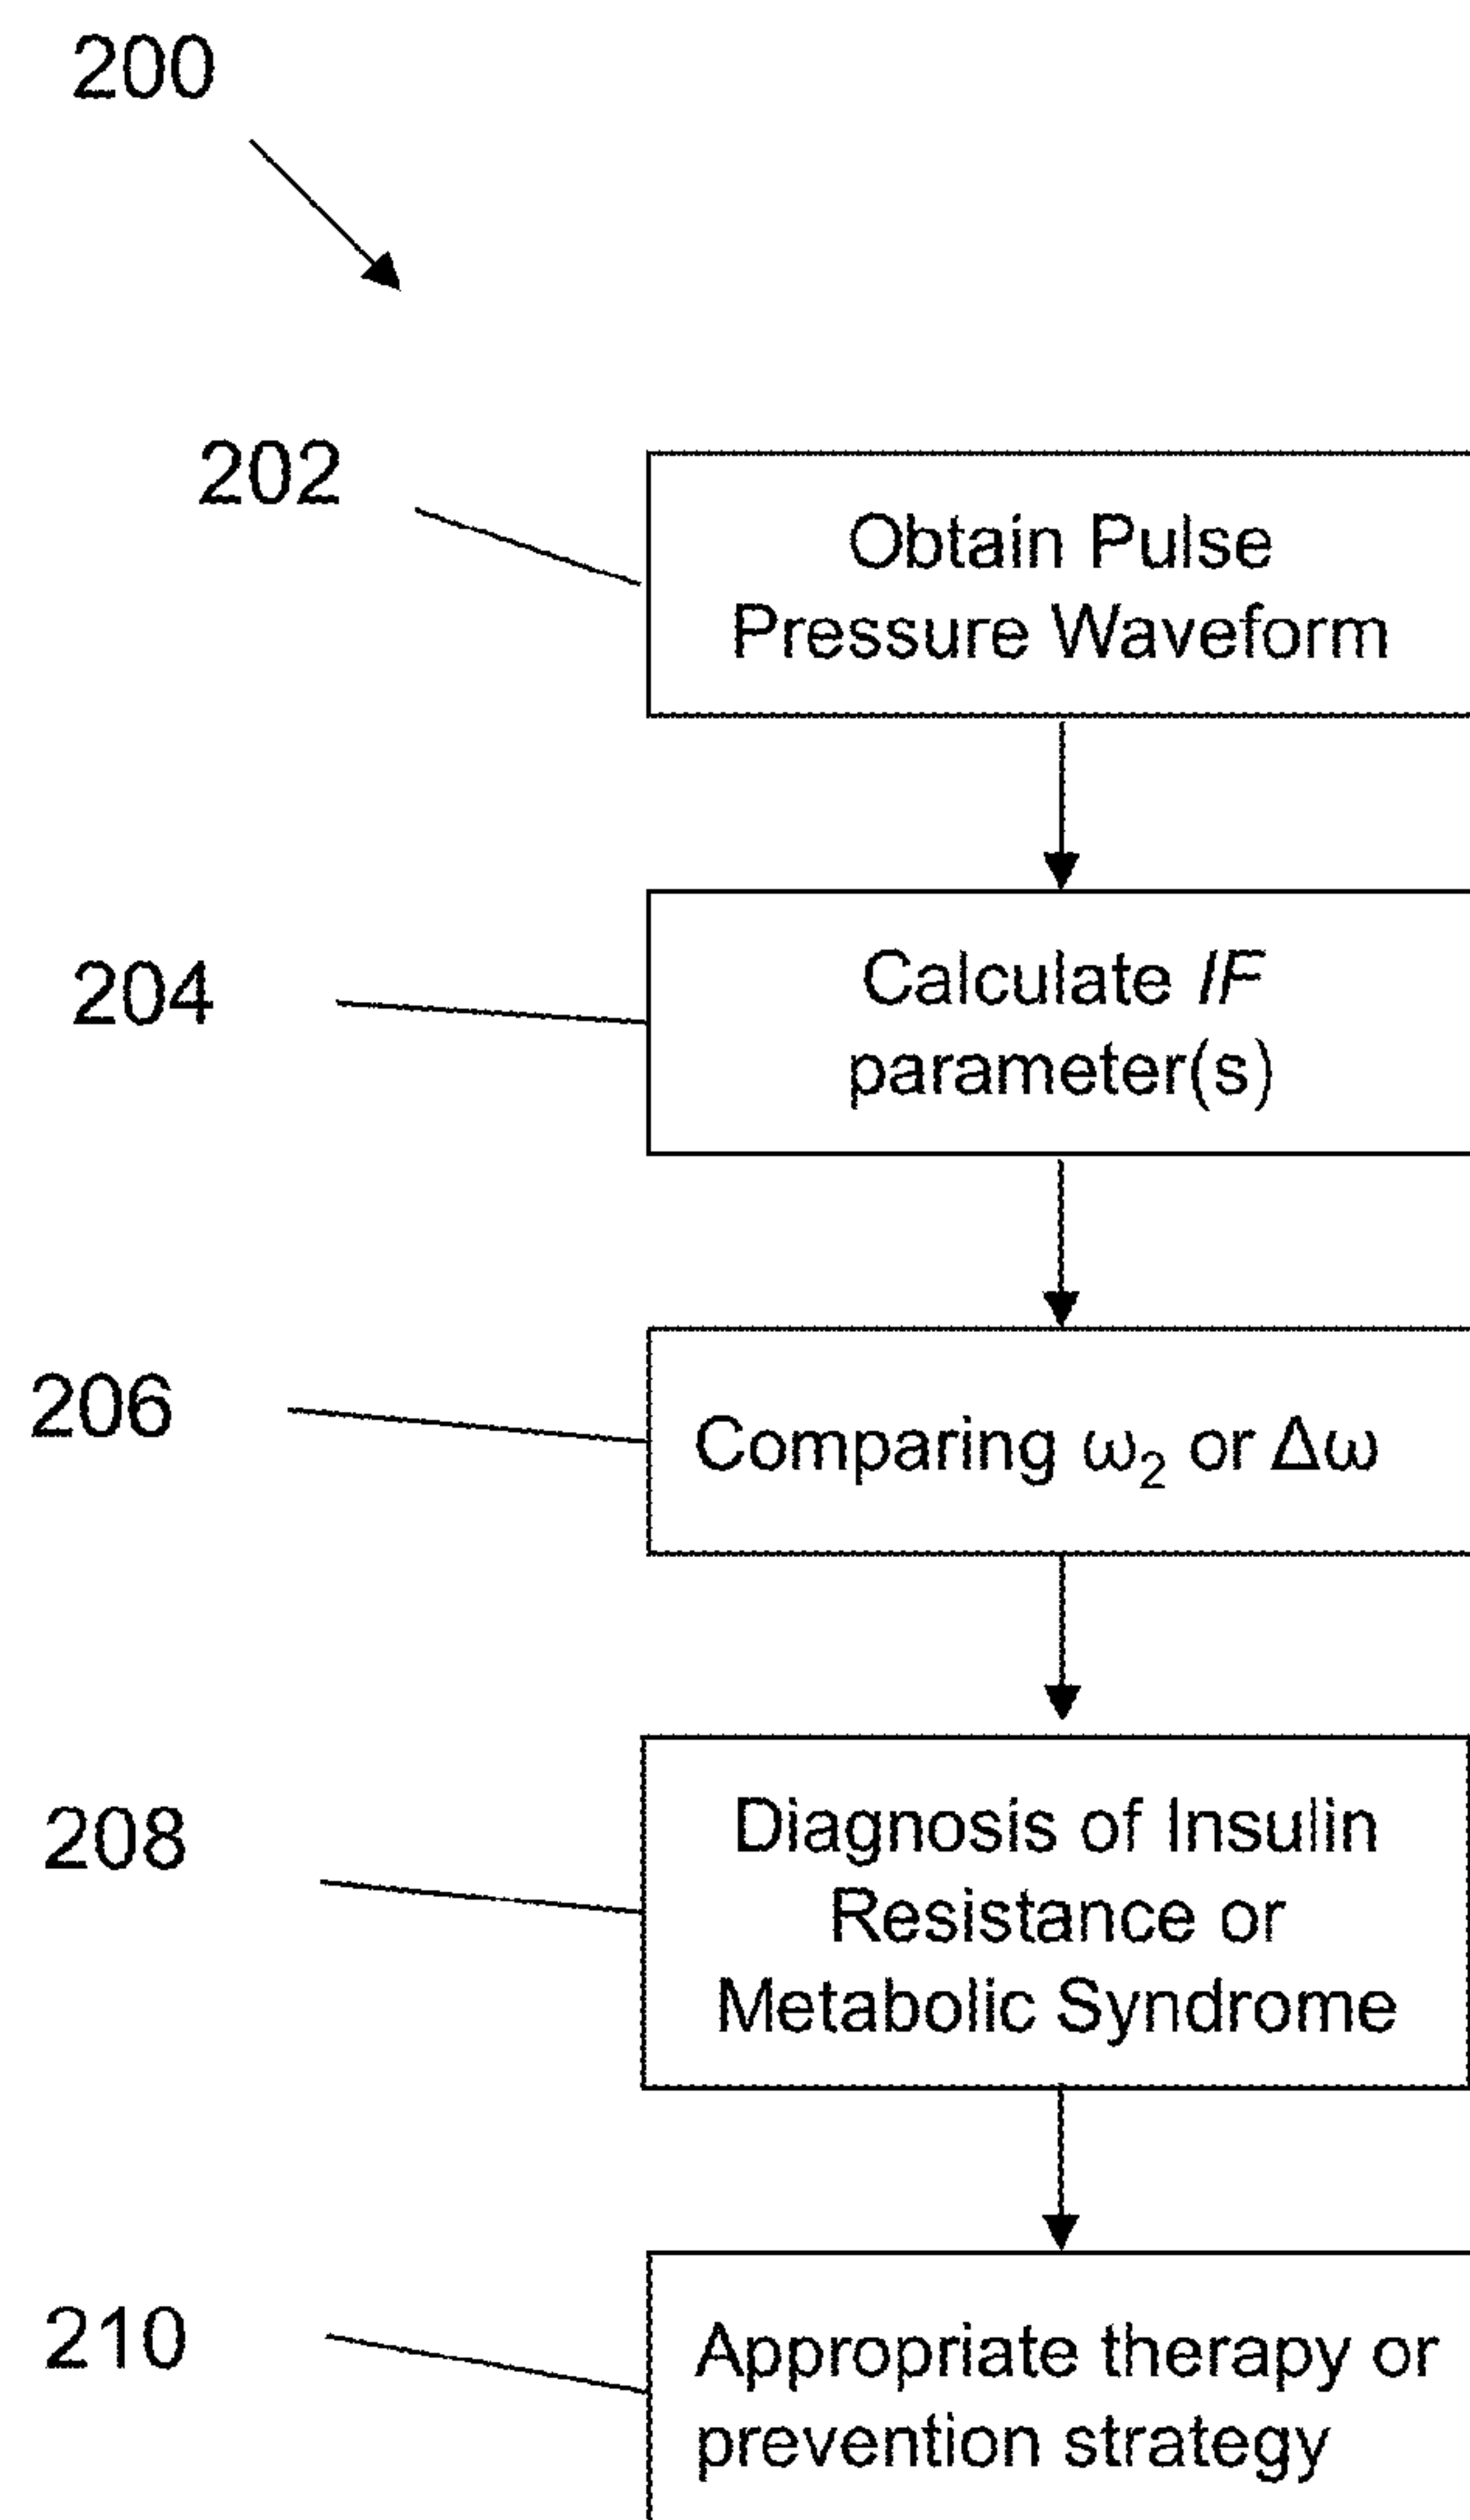 200
202
Obtain Pulse
Pressure Waveform
204
Calculate IF
parameter(s)
206
Comparing ω₂ or Δω
208
Diagnosis of Insulin
Resistance or
Metabolic Syndrome
210
Appropriate therapy or
prevention strategy